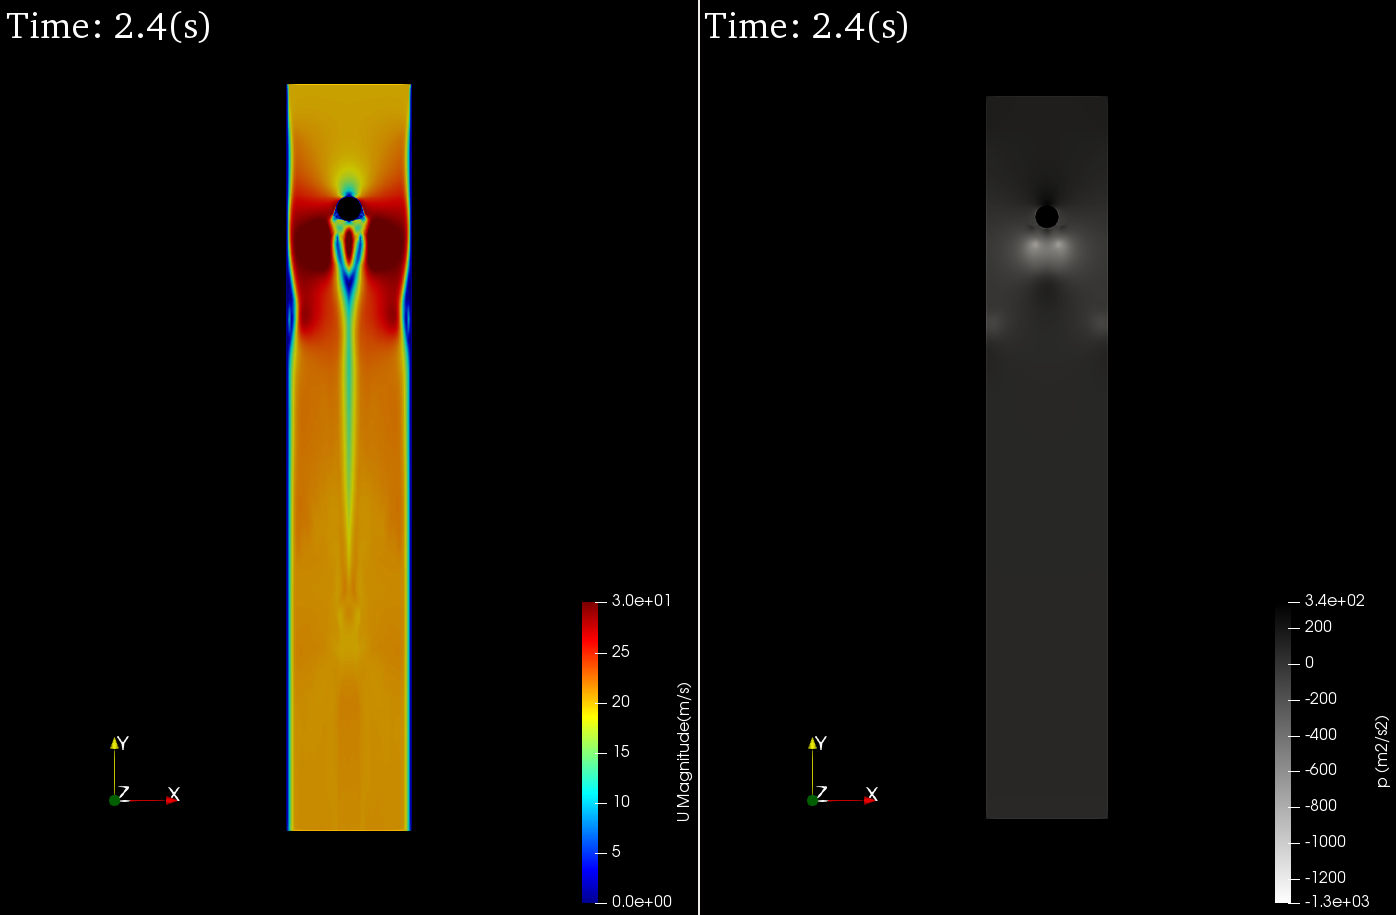 Time: 2.4(s)
3.0e+01
25
20
15
10
5
0.0e+00
U Magnitude(m/s)
Y
Z
X
Time: 2.4(s)
3.4e+02
200
0
-200
-400
-600
-800
-1000
-1200
-1.3e+03
p (m2/s2)
Y
Z
X